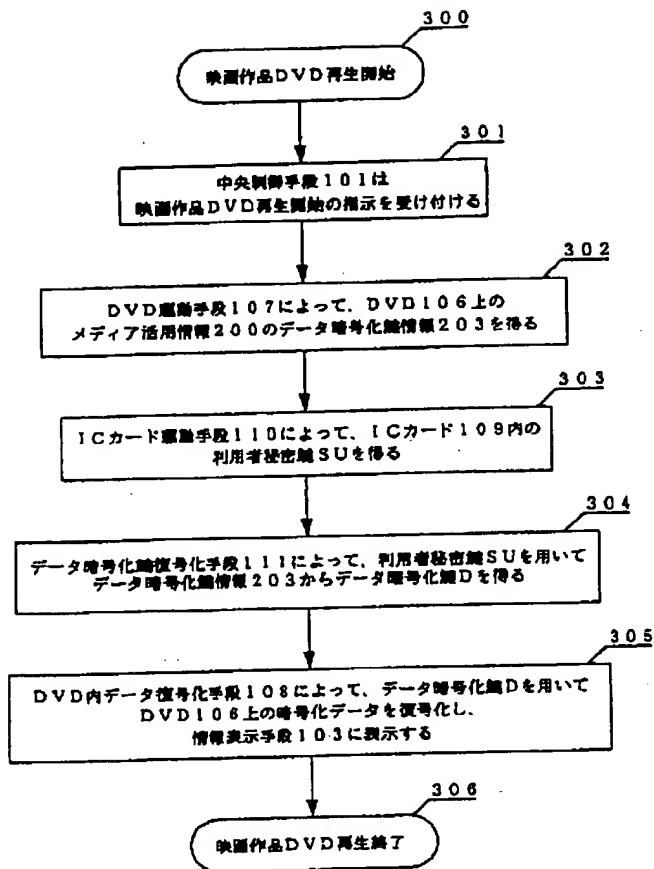 300
映画作品DVD再生開始
301
中央制御手段101は
映画作品DVD再生開始の指示を受け付ける
302
DVD駆動手段107によって、DVD106上の
メディア活用情報200のデータ暗号化鍵情報203を得る
303
ICカード駆動手段110によって、ICカード109内の
利用者秘密鍵SUを得る
304
データ暗号化鍵復号化手段111によって、利用者秘密鍵SUを用いて
データ暗号化鍵情報203からデータ暗号化鍵Dを得る
305
DVD内データ復号化手段108によって、データ暗号化鍵Dを用いて
DVD106上の暗号化データを復号化し、
情報表示手段103に表示する
306
映画作品DVD再生終了